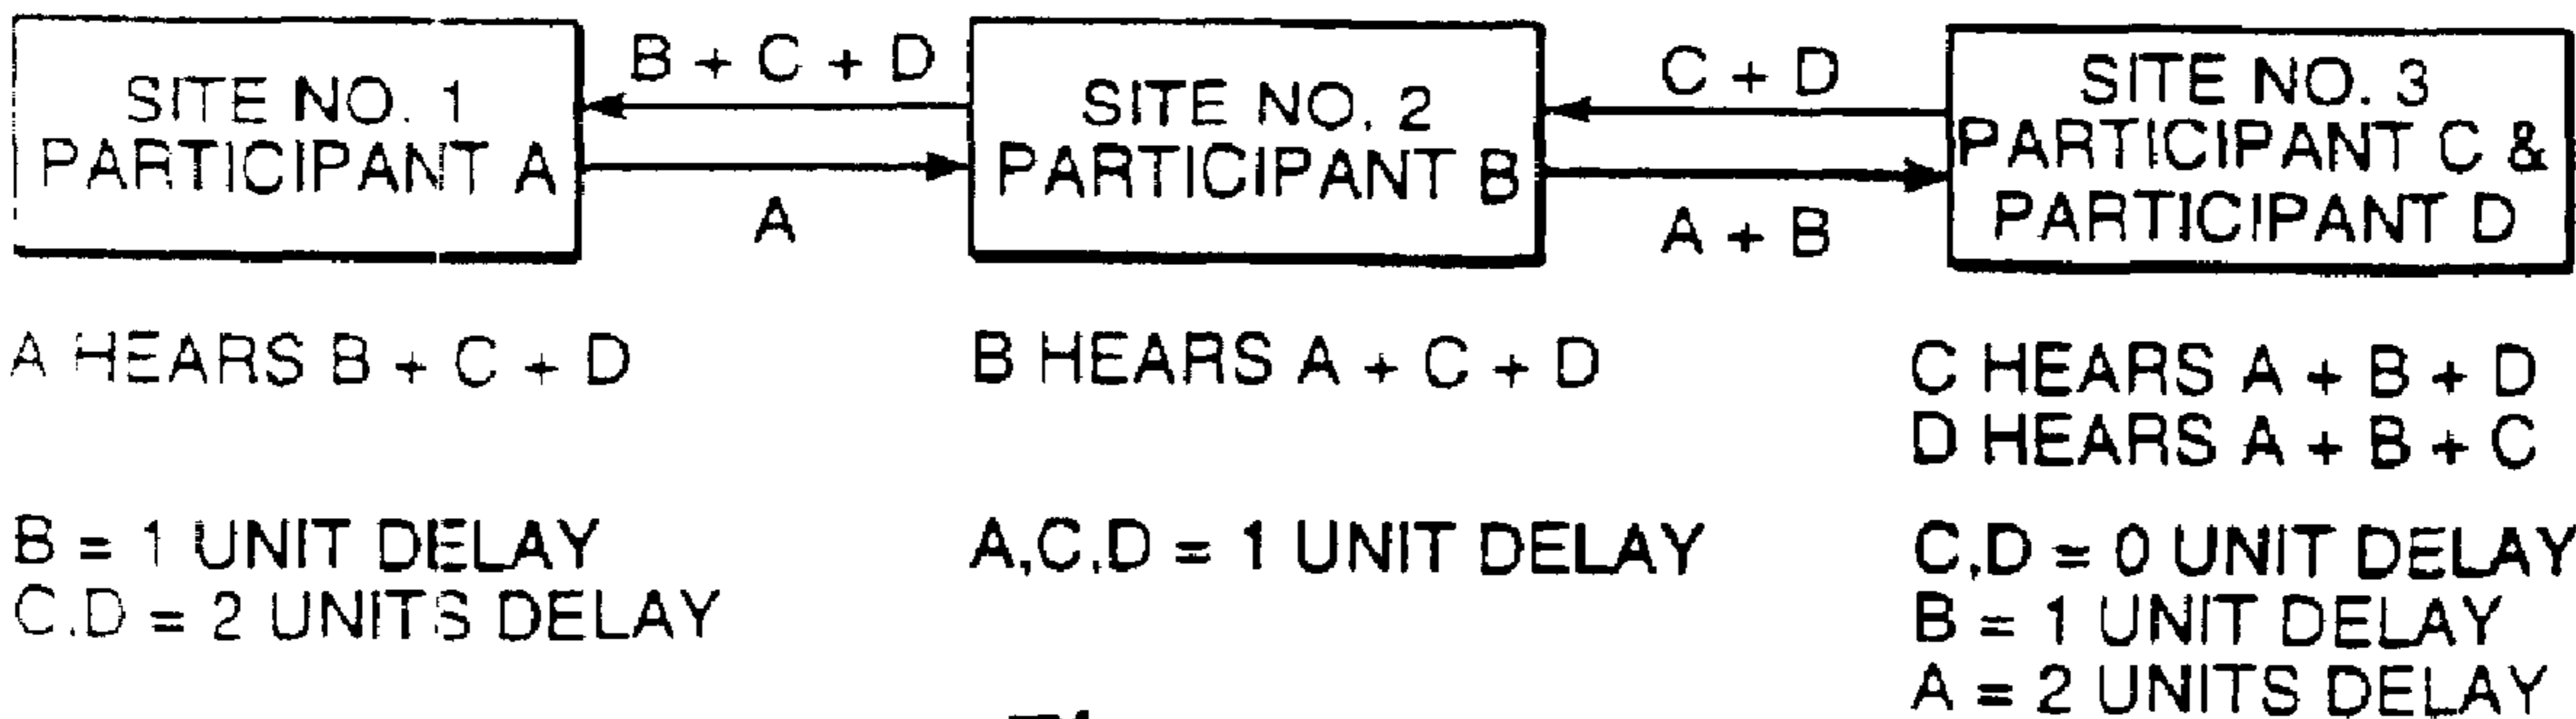 SITE NO. 1
PARTICIPANT A
B + C + D
A
SITE NO. 2
PARTICIPANT B
C + D
A + B
SITE NO. 3
PARTICIPANT C &
PARTICIPANT D
A HEARS B + C + D
B HEARS A + C + D
C HEARS A + B + D
D HEARS A + B + C
B = 1 UNIT DELAY
C,D = 2 UNITS DELAY
A,C,D = 1 UNIT DELAY
C,D = 0 UNIT DELAY
B = 1 UNIT DELAY
A = 2 UNITS DELAY